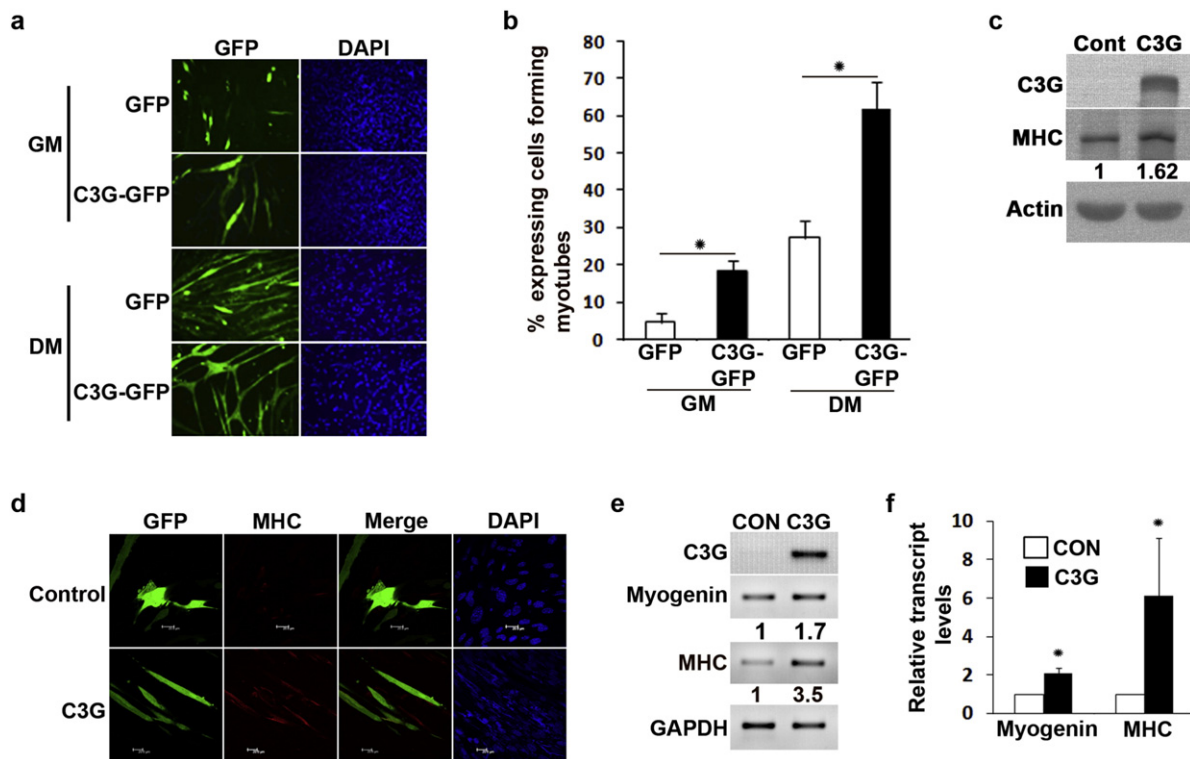 a
GFP DAPI
GM
GFP
C3G-GFP
DM
GFP
C3G-GFP
b
% expressing cells forming
myotubes
80
70
60
50
40
30
20
10
0
*
*
GFP C3G- GFP C3G-
GFP GFP
GM DM
c
Cont C3G
C3G
MHC
1 1.62
Actin
d
GFP MHC Merge DAPI
Control
C3G
e
CON C3G
C3G
Myogenin
1 1.7
MHC
1 3.5
GAPDH
f
Relative transcript
levels
10
8
6
4
2
0
CON
C3G
*
*
Myogenin MHC